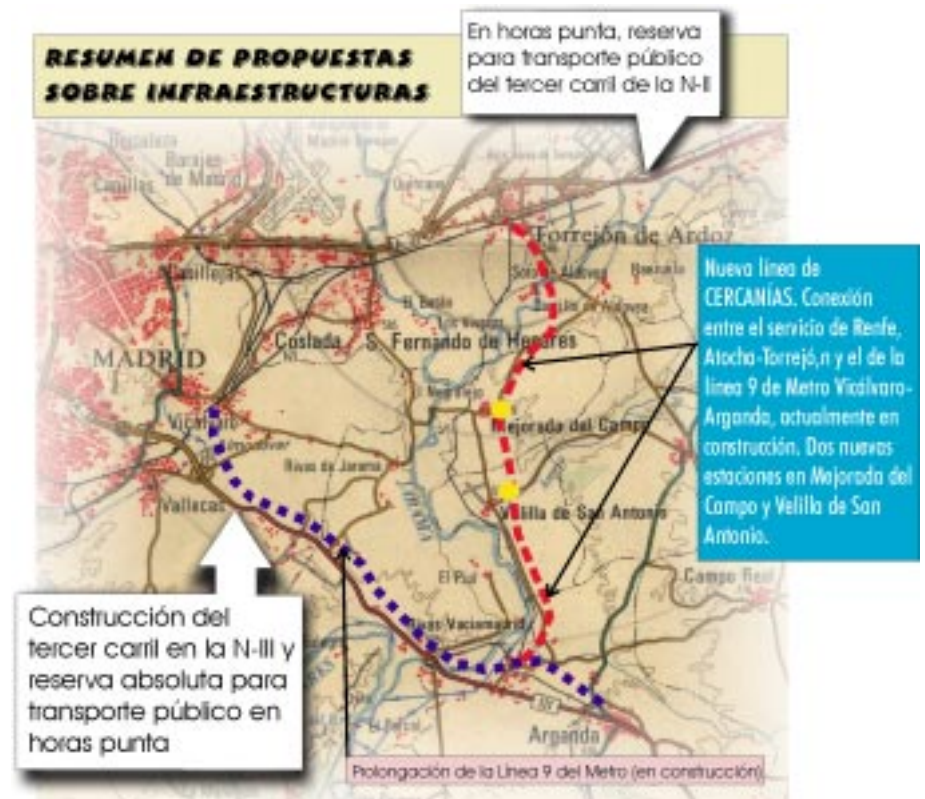 RESUMEN DE PROPUESTAS
SOBRE INFRAESTRUCTURAS
En horas punta, reserva
para transporte público
del tercer carril de la N-II
Barajas
de Madrid
Canillas
Torrejón de Ardoz
Canillejas
Coslada S. Fernando de Henares
MADRID
Vicálvaro
Mejorada del Campo
Rivas de Jarama
Vallecas
Velilla de San Antonio
JARAMA
El Piul
Campo Real
Rivas-Vaciamadrid
Arganda
Nueva línea de
CERCANÍAS. Conexión
entre el servicio de Renfe,
Atocha-Torrejó,n y el de la
línea 9 de Metro Vicálvaro-
Arganda, actualmente en
construcción. Dos nuevas
estaciones en Mejorada del
Campo y Velilla de San
Antonio.
Construcción del
tercer carril en la N-III y
reserva absoluta para
transporte público en
horas punta
Prolongación de la Línea 9 del Metro (en construcción)